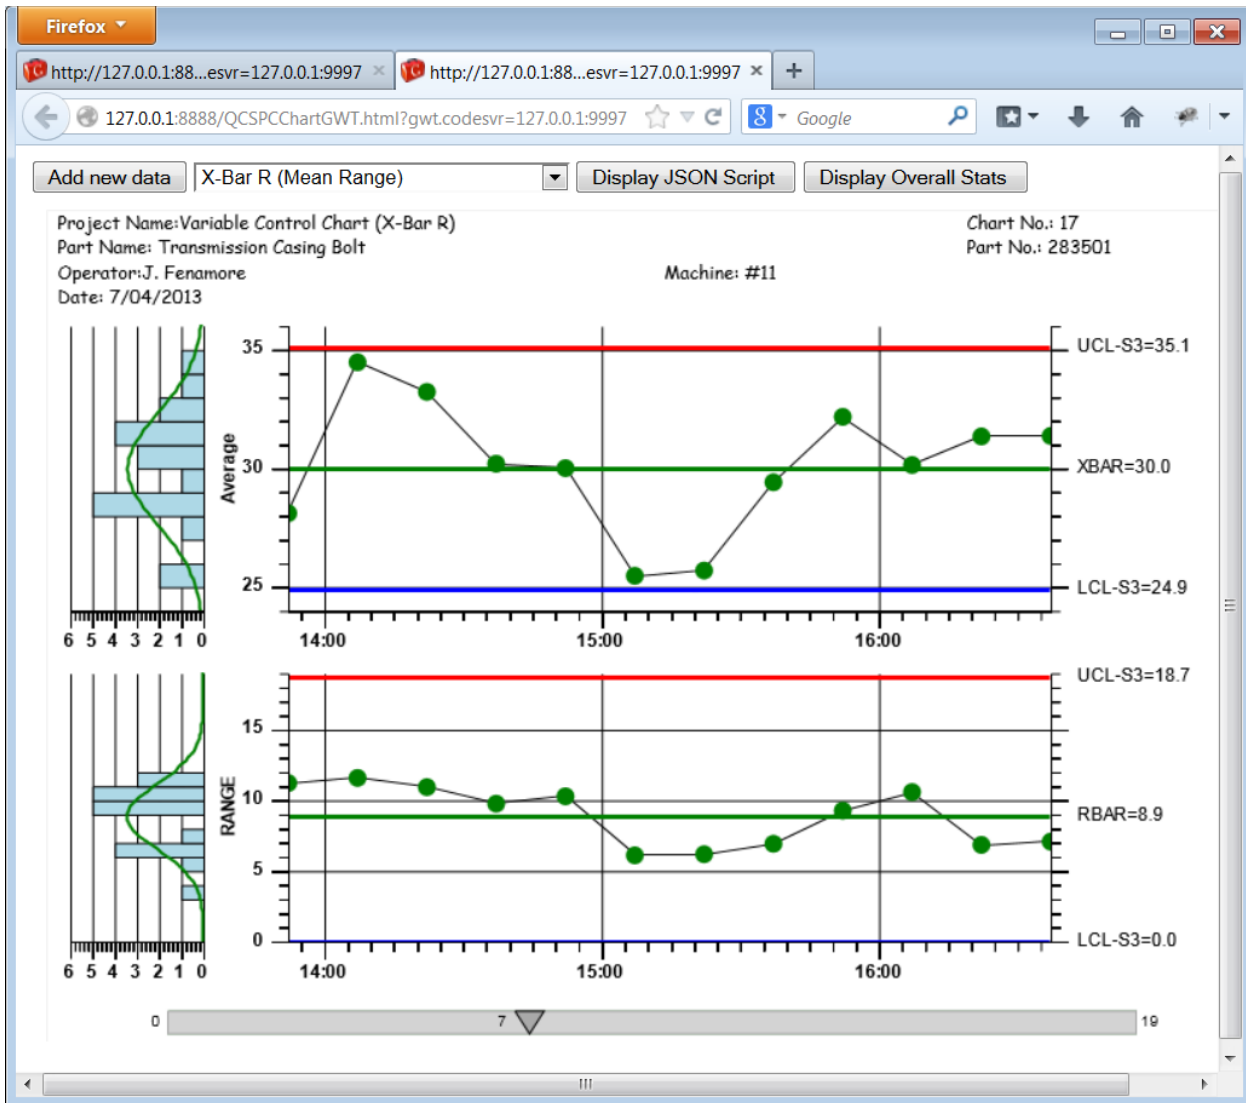 Firefox
http://127.0.0.1:88...esvr=127.0.0.1:9997 × http://127.0.0.1:88...esvr=127.0.0.1:9997 × +
127.0.0.1:8888/QCSPCChartGWT.html?gwt.codesvr=127.0.0.1:9997 8 Google
Add new data X-Bar R (Mean Range) Display JSON Script Display Overall Stats
Project Name:Variable Control Chart (X-Bar R) Chart No.: 17
Part Name: Transmission Casing Bolt Part No.: 283501
Operator:J. Fenamore Machine: #11
Date: 7/04/2013
35 UCL-S3=35.1
Average
30 XBAR=30.0
25 LCL-S3=24.9
6 5 4 3 2 1 0 14:00 15:00 16:00
UCL-S3=18.7
15
RANGE
10 RBAR=8.9
5
0 LCL-S3=0.0
6 5 4 3 2 1 0 14:00 15:00 16:00
0 7 19